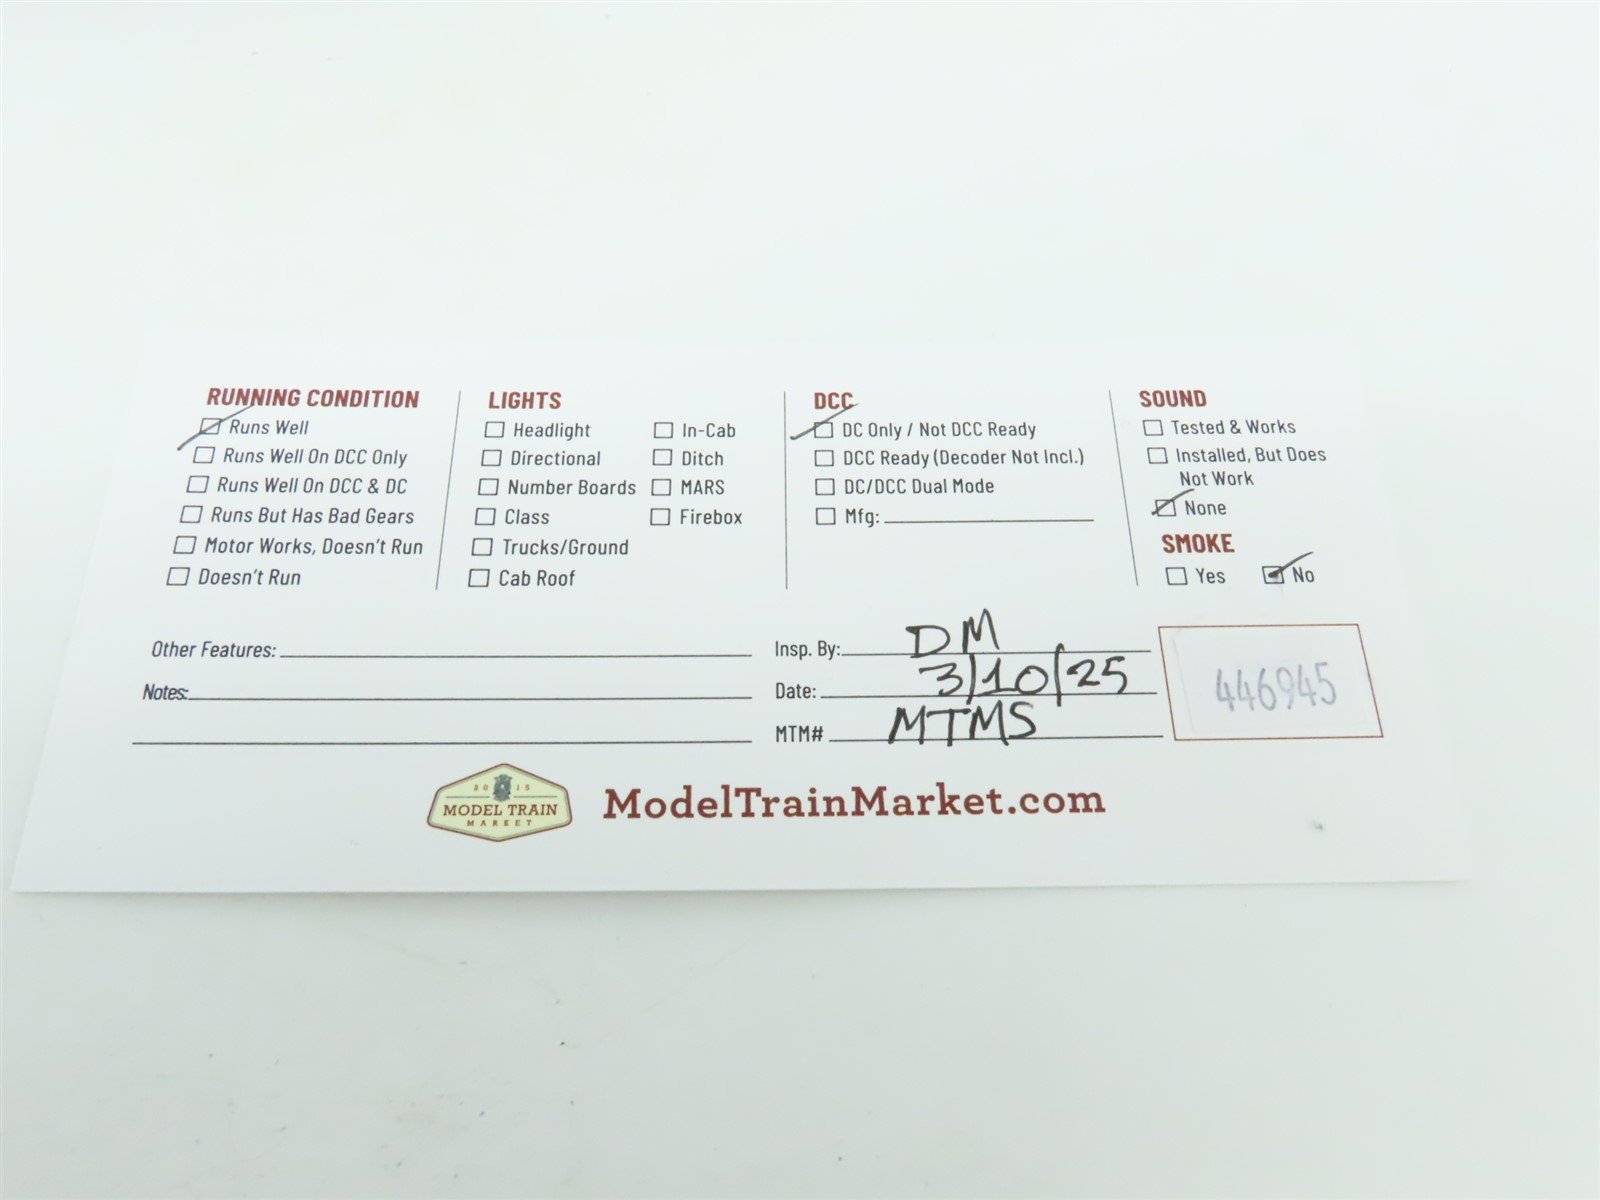 RUNNING CONDITION
Runs Well
Runs Well On DCC Only
Runs Well On DCC & DC
Runs But Has Bad Gears
Motor Works, Doesn't Run
Doesn't Run
LIGHTS
Headlight
Directional
Number Boards
Class
Trucks/Ground
Cab Roof
In-Cab
Ditch
MARS
Firebox
DCC
DC Only / Not DCC Ready
DCC Ready (Decoder Not Incl.)
DC/DCC Dual Mode
Mfg:
SOUND
Tested & Works
Installed, But Does
Not Work
None
SMOKE
Yes No
Other Features:
Notes:
Insp. By: DM
Date: 3/10/25
MTM# MTMS
446945
2015
MODEL TRAIN
MARKET
ModelTrainMarket.com